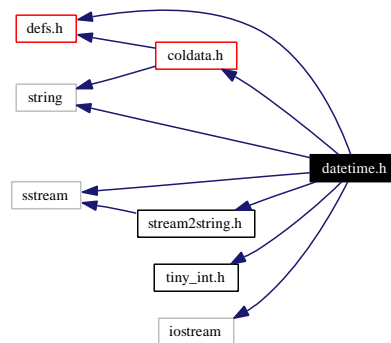 defs.h
coldata.h
string
datetime.h
sstream
stream2string.h
tiny_int.h
iostream